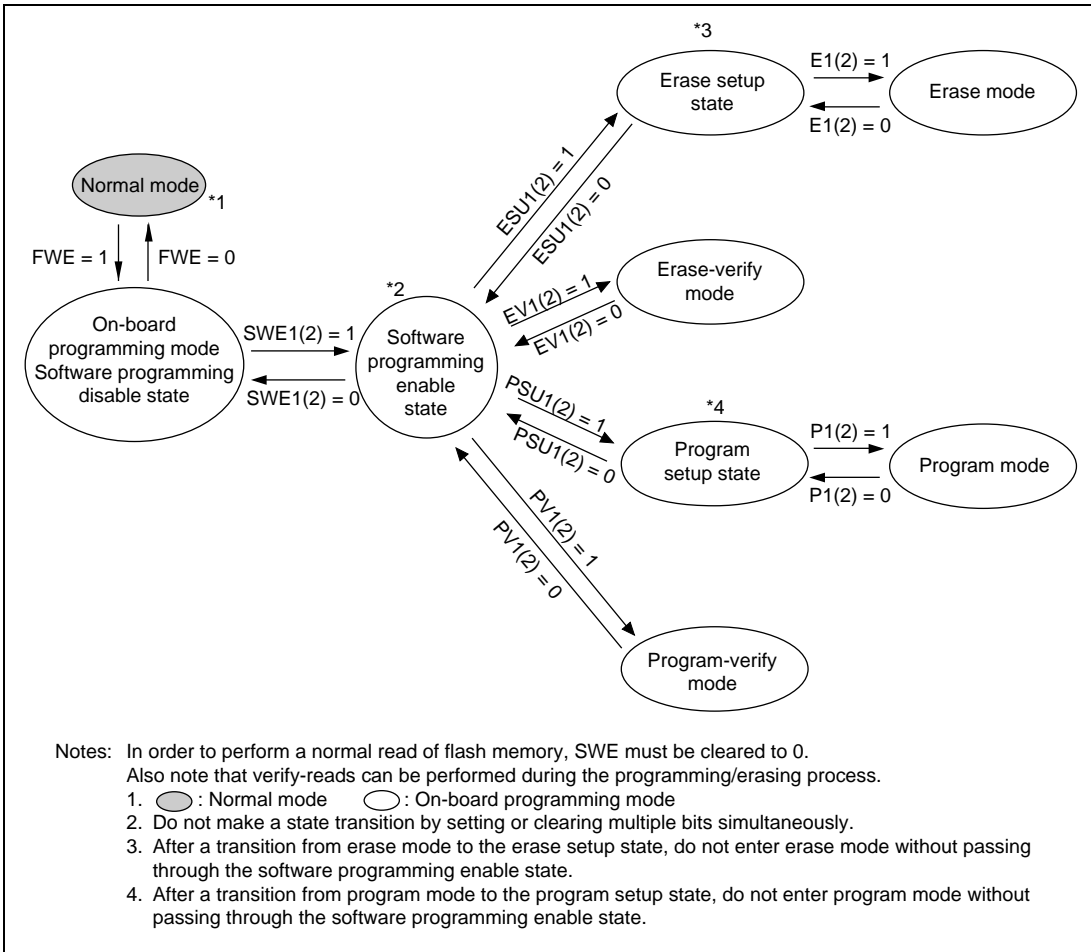 *3
Erase setup
state
E1(2) = 1
E1(2) = 0
Erase mode
ESU1(2) = 1
ESU1(2) = 0
Normal mode
*1
FWE = 1
FWE = 0
On-board
programming mode
Software programming
disable state
SWE1(2) = 1
SWE1(2) = 0
*2
Software
programming
enable
state
EV1(2) = 1
EV1(2) = 0
Erase-verify
mode
PSU1(2) = 1
PSU1(2) = 0
*4
Program
setup state
P1(2) = 1
P1(2) = 0
Program mode
PV1(2) = 1
PV1(2) = 0
Program-verify
mode
Notes: In order to perform a normal read of flash memory, SWE must be cleared to 0.
Also note that verify-reads can be performed during the programming/erasing process.
1. : Normal mode : On-board programming mode
2. Do not make a state transition by setting or clearing multiple bits simultaneously.
3. After a transition from erase mode to the erase setup state, do not enter erase mode without passing
through the software programming enable state.
4. After a transition from program mode to the program setup state, do not enter program mode without
passing through the software programming enable state.